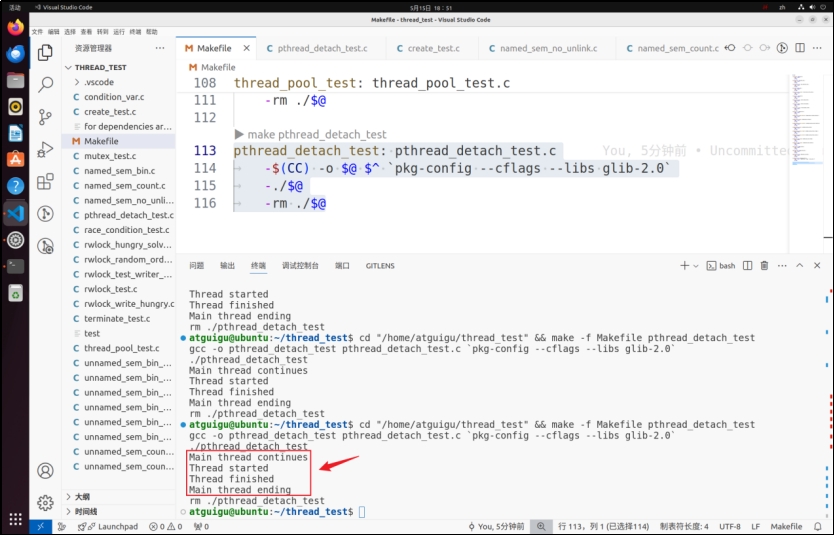 活动
Visual Studio Code
5月15日 18：51
zh
Makefile - thread_test - Visual Studio Code
文件 编辑 选择 查看 转到 运行 终端 帮助
资源管理器
Makefile
pthread_detach_test.c
create_test.c
named_sem_no_unlink.c
named_sem_count.c
THREAD_TEST
.vscode
condition_var.c
create_test.c
for dependencies ar...
Makefile
mutex_test.c
named_sem_bin.c
named_sem_count.c
named_sem_no_unli...
pthread_detach_test.c
race_condition_test.c
rwlock_hungry_solv...
rwlock_random_ord...
rwlock_test_writer_...
rwlock_test.c
rwlock_write_hungry.c
terminate_test.c
test
thread_pool_test.c
unnamed_sem_bin_...
unnamed_sem_bin_...
unnamed_sem_bin_...
unnamed_sem_bin_...
unnamed_sem_bin_...
unnamed_sem_bin_...
unnamed_sem_coun...
unnamed_sem_coun...
大纲
时间线
Makefile
108 thread_pool_test: thread_pool_test.c
111 -rm ./$@
112
make pthread_detach_test
113 pthread_detach_test: pthread_detach_test.c You, 5分钟前 • Uncommitte
114 -$(CC) -o $@ $^ `pkg-config --cflags --libs glib-2.0`
115 -./$@
116 -rm ./$@
问题 输出 终端 调试控制台 端口 GITLENS
bash
Thread started
Thread finished
Main thread ending
rm ./pthread_detach_test
atguigu@ubuntu:~/thread_test$ cd "/home/atguigu/thread_test" && make -f Makefile pthread_detach_test
gcc -o pthread_detach_test pthread_detach_test.c `pkg-config --cflags --libs glib-2.0`
./pthread_detach_test
Main thread continues
Thread started
Thread finished
Main thread ending
rm ./pthread_detach_test
atguigu@ubuntu:~/thread_test$ cd "/home/atguigu/thread_test" && make -f Makefile pthread_detach_test
gcc -o pthread_detach_test pthread_detach_test.c `pkg-config --cflags --libs glib-2.0`
./pthread_detach_test
Main thread continues
Thread started
Thread finished
Main thread ending
rm ./pthread_detach_test
atguigu@ubuntu:~/thread_test$
Launchpad
0 0
0
You, 5分钟前
行 113，列 1 (已选择114)
制表符长度: 4
UTF-8
LF
Makefile